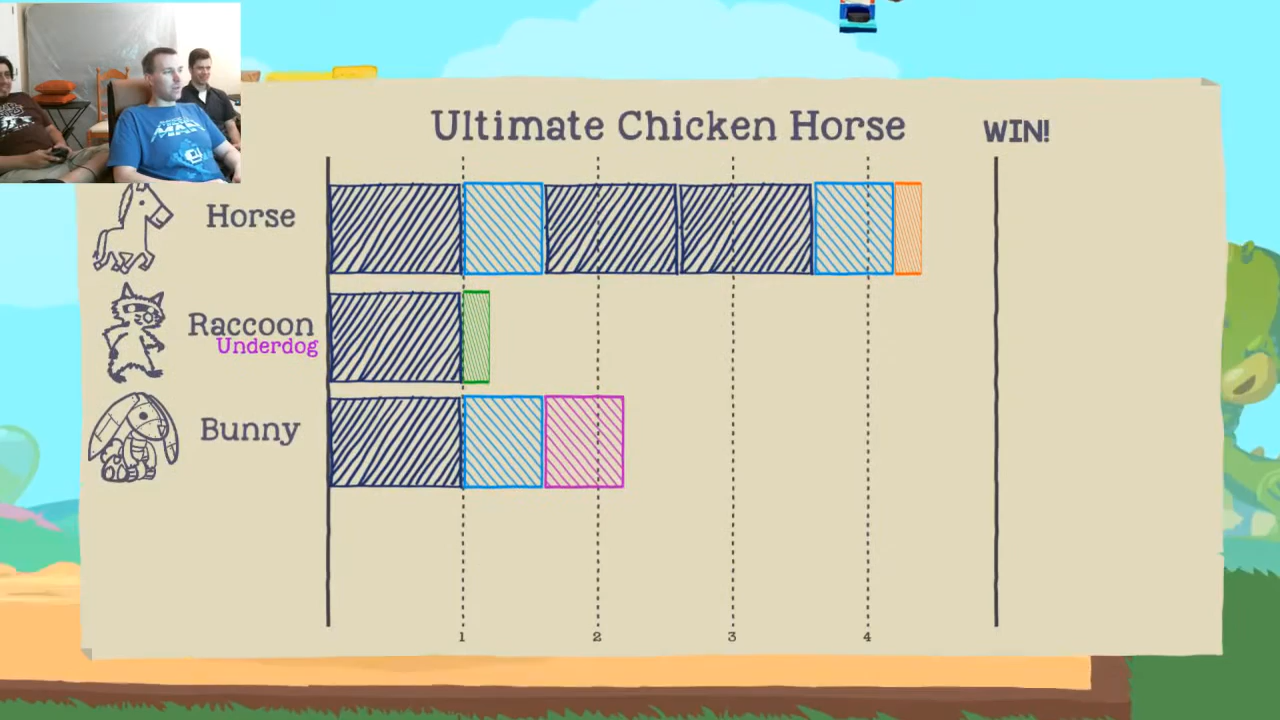 Ultimate Chicken Horse
WIN!
Horse
Raccoon
Underdog
Bunny
1 2 3 4